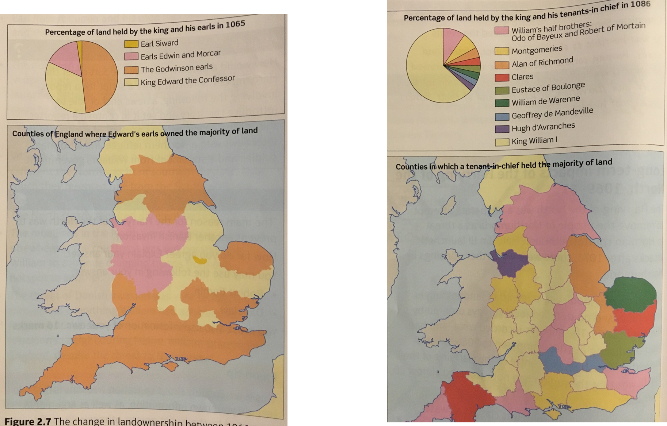 Percentage of land held by the king and his earls in 1065
Earl Siward
Earls Edwin and Morcar
The Godwinson earls
King Edward the Confessor
Counties of England where Edward's earls owned the majority of land
Figure 2.7 The change in landownership between
Percentage of land held by the king and his tenants-in chief in 1086
William's half brothers:
Odo of Bayeux and Robert of Mortain
Montgomeries
Alan of Richmond
Clares
Eustace of Boulonge
William de Warenne
Geoffrey de Mandeville
Hugh d'Avranches
King William I
Counties in which a tenant-in-chief held the majority of land